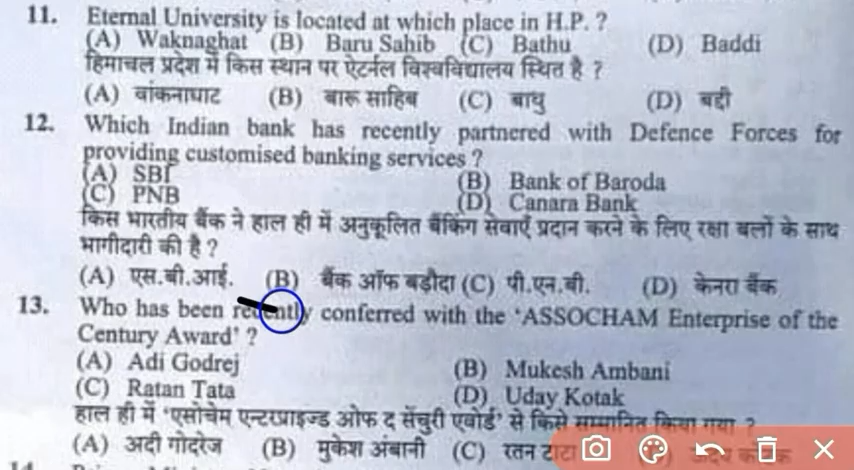 11. Eternal University is located at which place in H.P. ?
(A) Waknaghat (B) Baru Sahib (C) Bathu (D) Baddi
हिमाचल प्रदेश में किस स्थान पर ऐटर्नल विश्वविद्यालय स्थित है ?
(A) वांकनाघाट (B) बारू साहिब (C) बाथु (D) बद्दी
12. Which Indian bank has recently partnered with Defence Forces for
providing customised banking services ?
(A) SBI (B) Bank of Baroda
(C) PNB (D) Canara Bank
किस भारतीय बैंक ने हाल ही में अनुकूलित बैंकिंग सेवाएँ प्रदान करने के लिए रक्षा बलों के साथ
भागीदारी की है ?
(A) एस.बी.आई. (B) बैंक ऑफ बड़ौदा (C) पी.एन.बी. (D) केनरा बैंक
13. Who has been recently conferred with the ‘ASSOCHAM Enterprise of the
Century Award’ ?
(A) Adi Godrej (B) Mukesh Ambani
(C) Ratan Tata (D) Uday Kotak
हाल ही में ‘एसोचेम एन्टरप्राइज्ड ओफ द सेंचुरी एवोर्ड’ से किसे सम्मानित किया गया ?
(A) अदी गोदरेज (B) मुकेश अंबानी (C) रतन टाटा